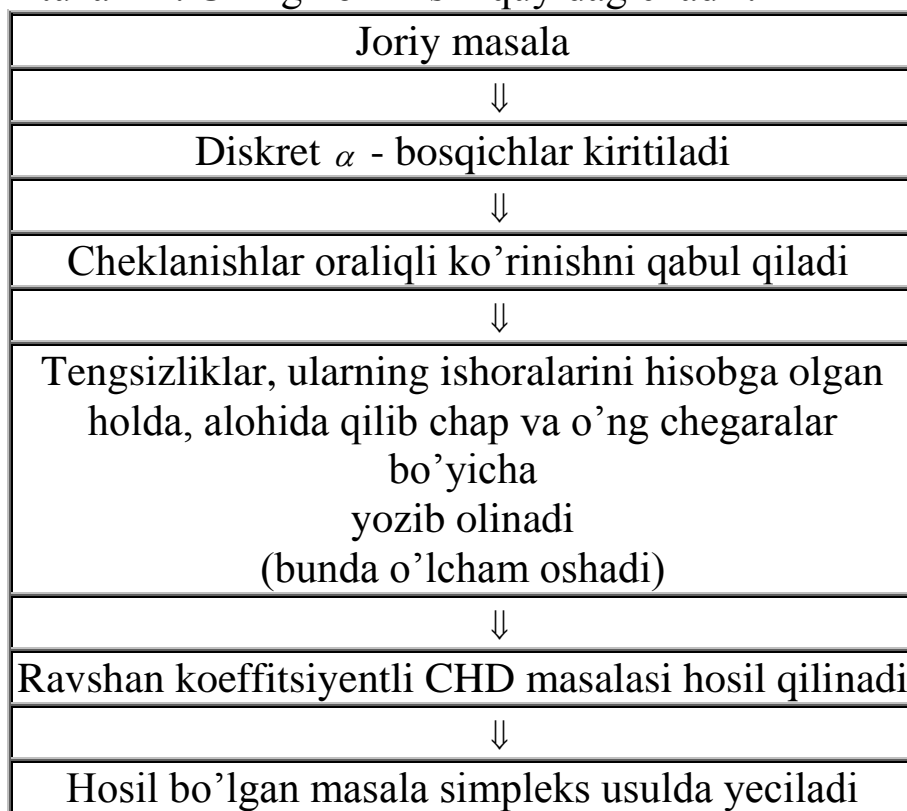 Joriy masala
⇓
Diskret α - bosqichlar kiritiladi
⇓
Cheklanishlar oraliqli ko’rinishni qabul qiladi
⇓
Tengsizliklar, ularning ishoralarini hisobga olgan
holda, alohida qilib chap va o’ng chegaralar
bo’yicha
yozib olinadi
(bunda o’lcham oshadi)
⇓
Ravshan koeffitsiyentli CHD masalasi hosil qilinadi
⇓
Hosil bo’lgan masala simpleks usulda yeciladi